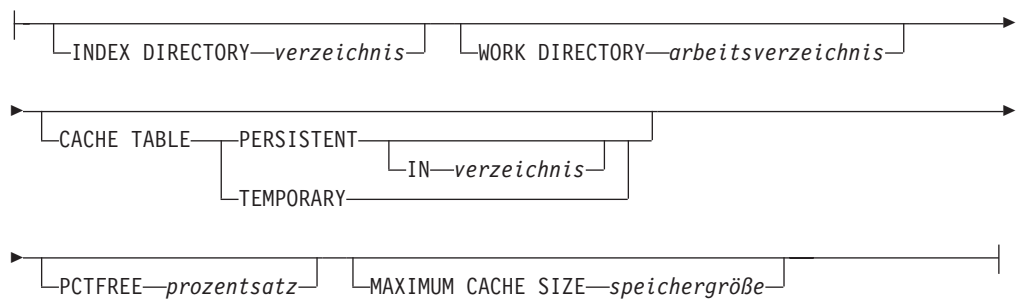 INDEX DIRECTORY verzeichnis WORK DIRECTORY arbeitsverzeichnis
CACHE TABLE PERSISTENT
IN verzeichnis
TEMPORARY
PCTFREE prozentsatz MAXIMUM CACHE SIZE speichergröße